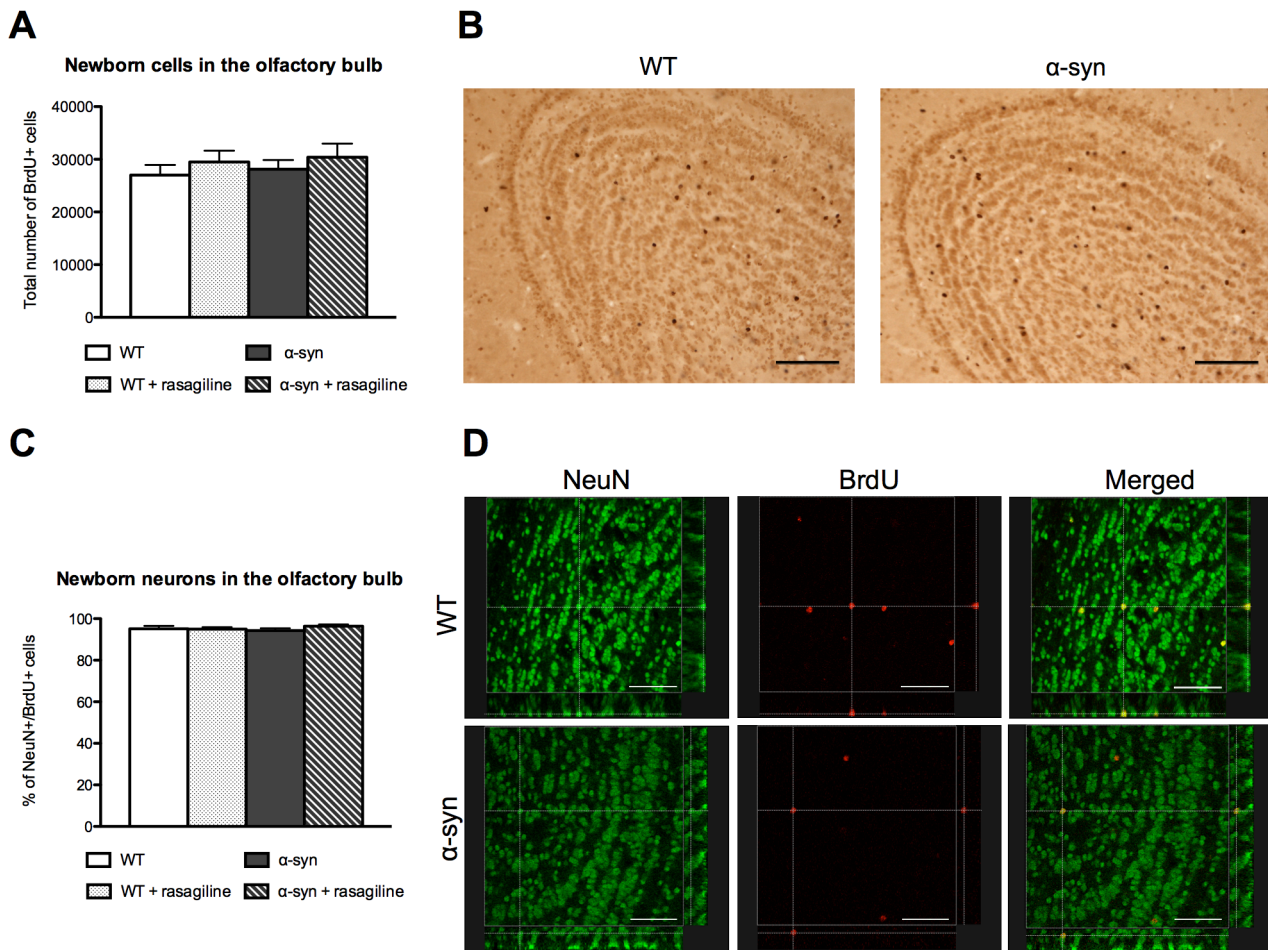 A
Newborn cells in the olfactory bulb
Total number of BrdU+ cells
40000
30000
20000
10000
0
WT
α-syn
WT + rasagiline
α-syn + rasagiline
B
WT
α-syn
C
Newborn neurons in the olfactory bulb
% of NeuN+/BrdU+ cells
100
80
60
40
20
0
WT
α-syn
WT + rasagiline
α-syn + rasagiline
D
NeuN
BrdU
Merged
WT
α-syn